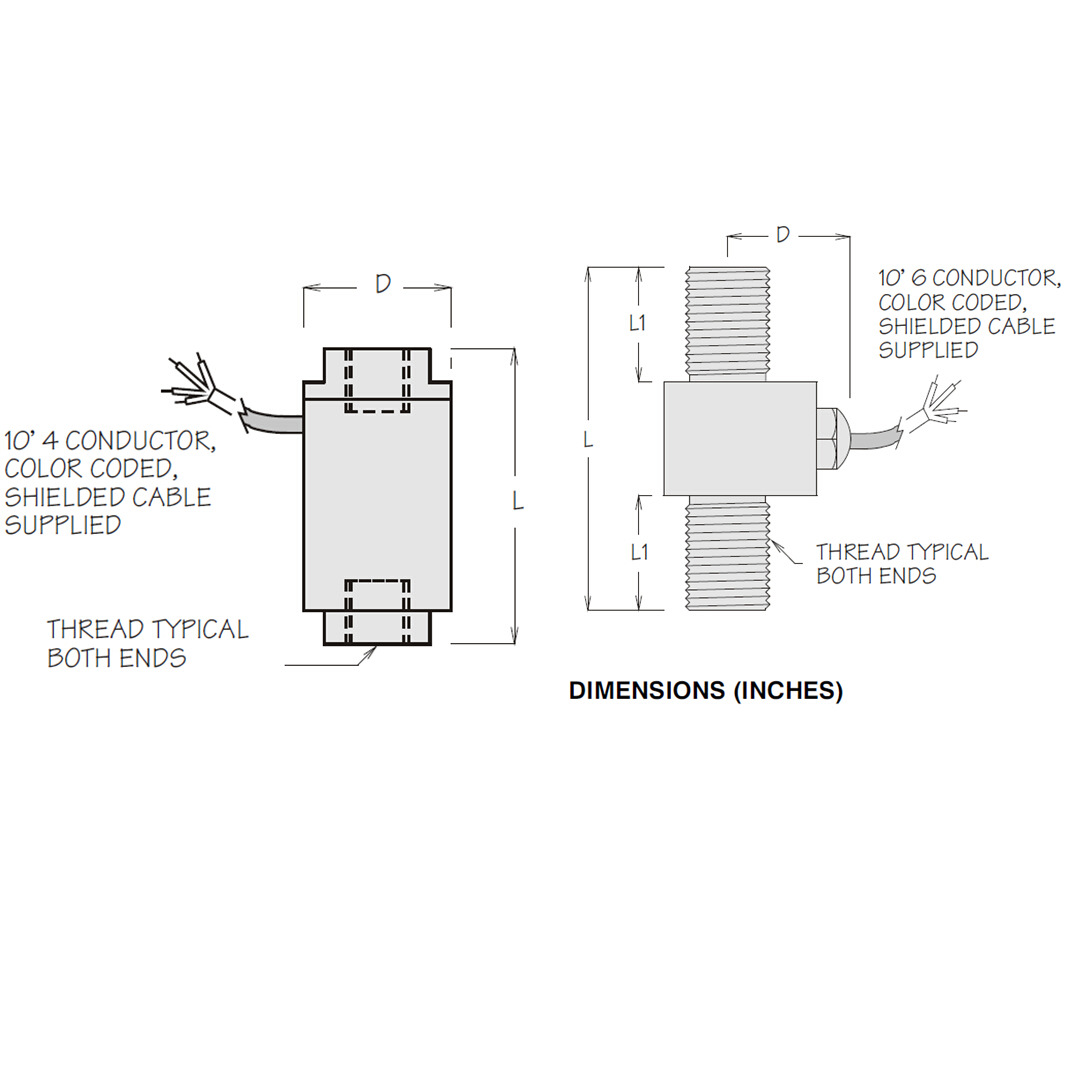 D
10' 4 CONDUCTOR,
COLOR CODED,
SHIELDED CABLE
SUPPLIED
L
THREAD TYPICAL
BOTH ENDS
D
10' 6 CONDUCTOR,
COLOR CODED,
SHIELDED CABLE
SUPPLIED
L1
L
L1
THREAD TYPICAL
BOTH ENDS
DIMENSIONS (INCHES)